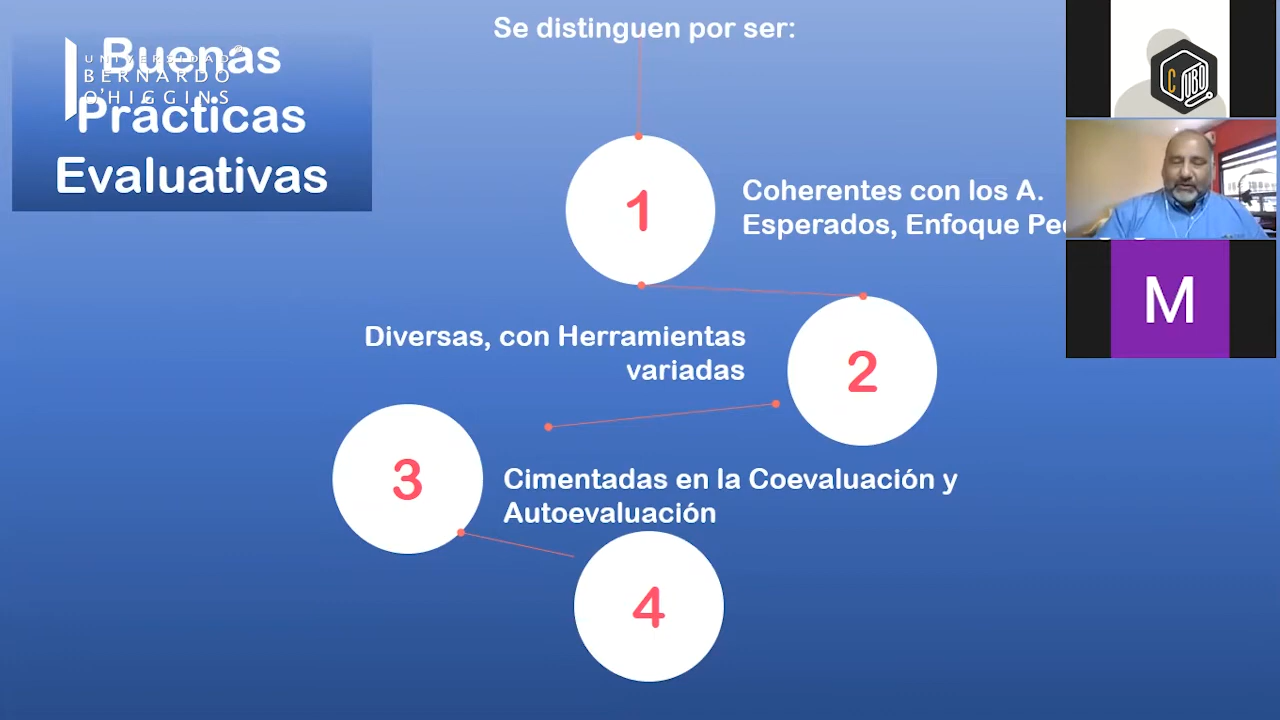 Se distinguen por ser:
Buenas
Prácticas
Evaluativas
UNIVERSIDAD
BERNARDO
O'HIGGINS
1
Coherentes con los A.
Esperados, Enfoque
Diversas, con Herramientas
variadas
2
3
Cimentadas en la Coevaluación y
Autoevaluación
4
CUBO
M